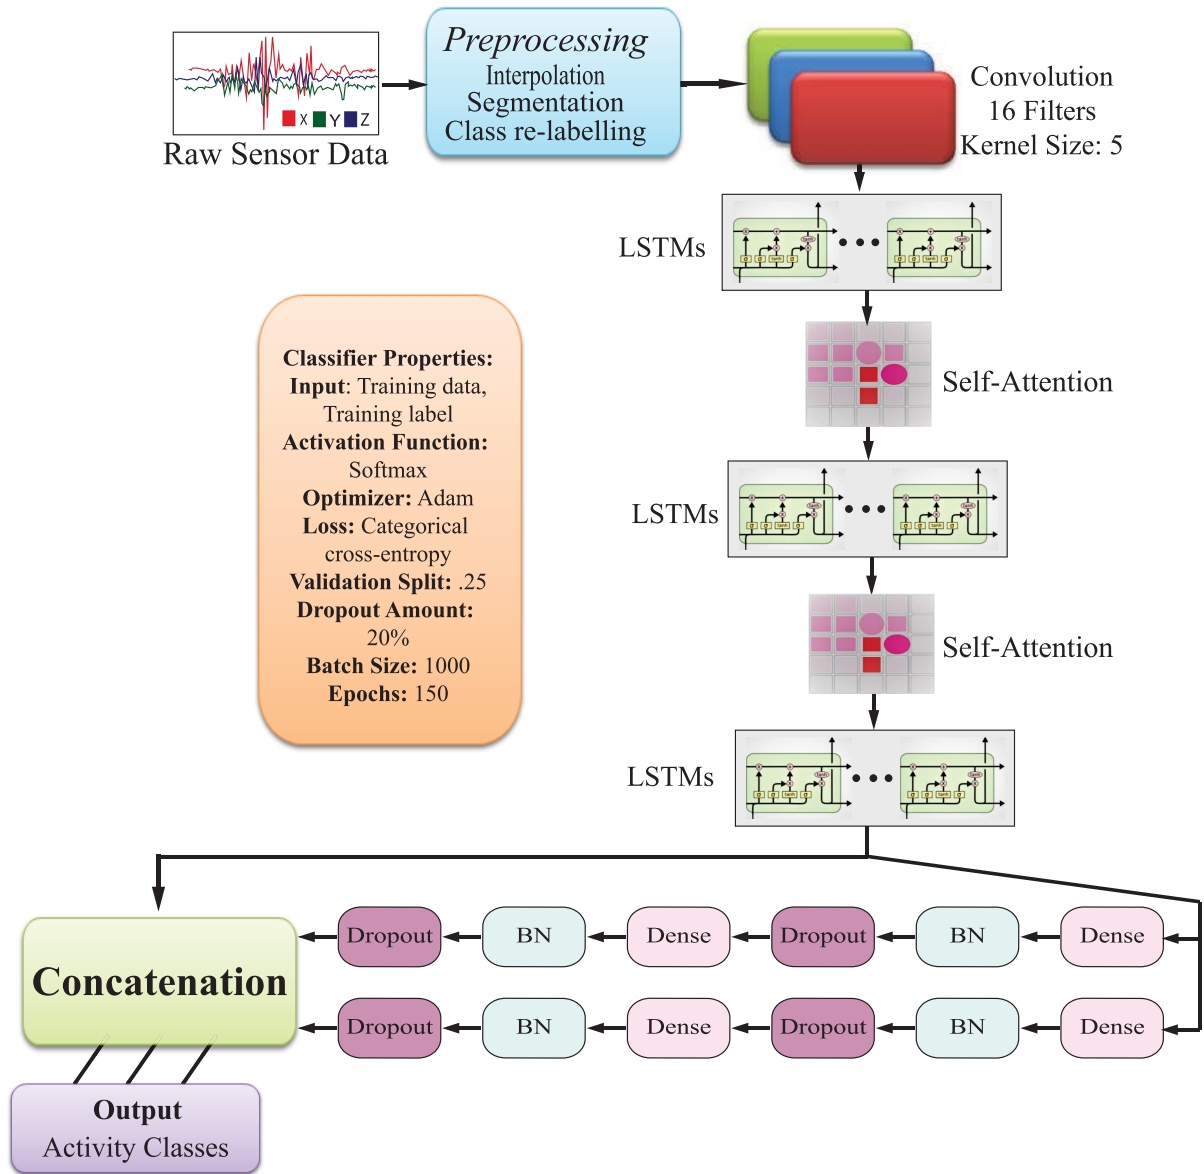 Preprocessing
Interpolation
Segmentation
Class re-labelling
X Y Z
Raw Sensor Data
Convolution
16 Filters
Kernel Size: 5
LSTMs
Self-Attention
LSTMs
Self-Attention
LSTMs
Classifier Properties:
Input: Training data,
Training label
Activation Function:
Softmax
Optimizer: Adam
Loss: Categorical
cross-entropy
Validation Split: .25
Dropout Amount:
20%
Batch Size: 1000
Epochs: 150
Concatenation
Dropout BN Dense Dropout BN Dense
Dropout BN Dense Dropout BN Dense
Output
Activity Classes